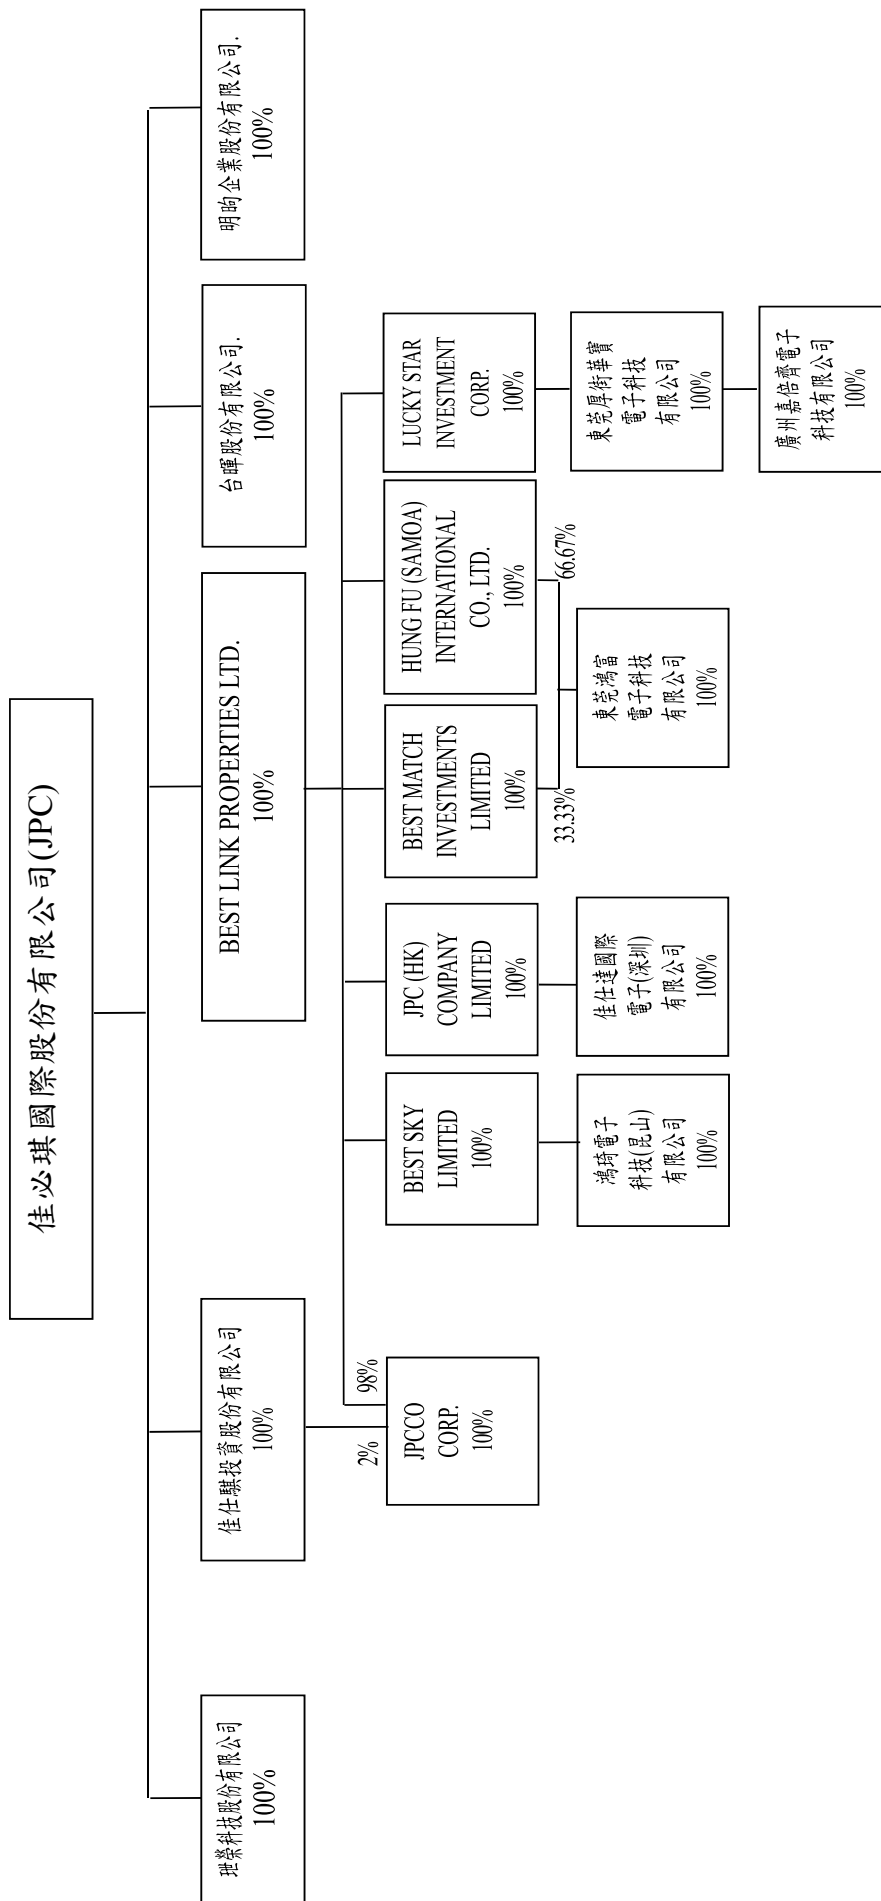 佳必琪國際股份有限公司(JPC)
玴榮科技股份有限公司
100%
佳仕騏投資股份有限公司
100%
BEST LINK PROPERTIES LTD.
100%
台暉股份有限公司.
100%
明昫企業股份有限公司.
100%
2%
98%
JPCCO
CORP.
100%
BEST SKY
LIMITED
100%
JPC (HK)
COMPANY
LIMITED
100%
BEST MATCH
INVESTMENTS
LIMITED
100%
HUNG FU (SAMOA)
INTERNATIONAL
CO., LTD.
100%
LUCKY STAR
INVESTMENT
CORP.
100%
33.33%
66.67%
鴻琦電子
科技(昆山)
有限公司
100%
佳仕達國際
電子(深圳)
有限公司
100%
東莞鴻富
電子科技
有限公司
100%
東莞厚街華寶
電子科技
有限公司
100%
廣州嘉倍齊電子
科技有限公司
100%